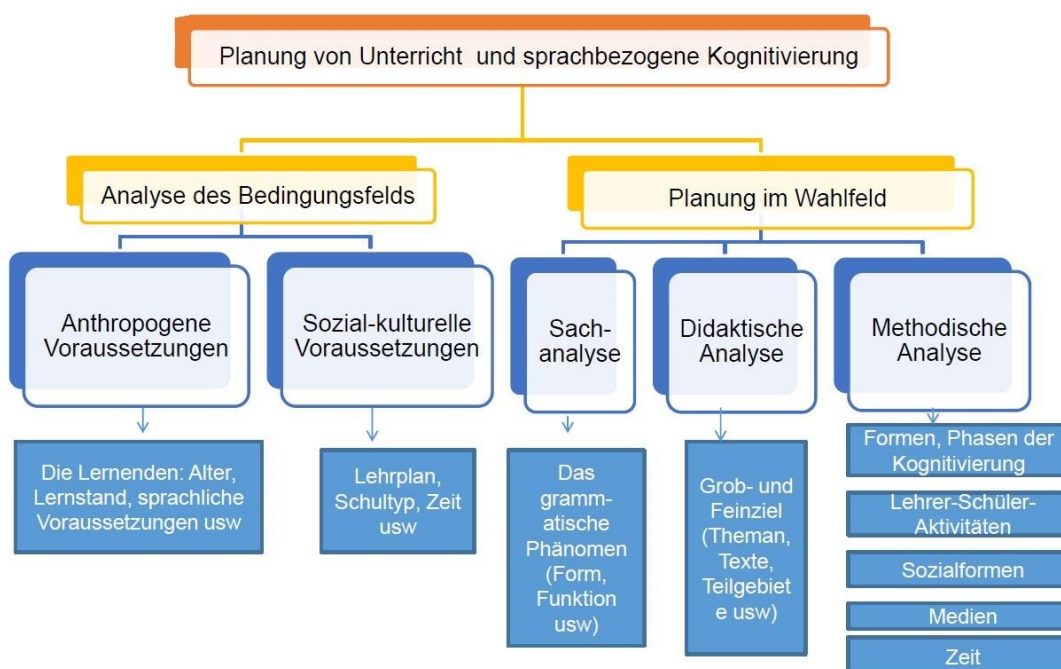 Planung von Unterricht und sprachbezogene Kognitivierung
Analyse des Bedingungsfelds
Planung im Wahlfeld
Anthropogene
Voraussetzungen
Sozial-kulturelle
Voraussetzungen
Sach-
analyse
Didaktische
Analyse
Methodische
Analyse
Die Lernenden: Alter,
Lernstand, sprachliche
Voraussetzungen usw
Lehrplan,
Schultyp, Zeit
usw
Das
gramm-
atische
Phänomen
(Form,
Funktion
usw)
Grob- und
Feinziel
(Theman,
Texte,
Teilgebiet
e usw)
Formen, Phasen der
Kognitivierung
Lehrer-Schüler-
Aktivitäten
Sozialformen
Medien
Zeit